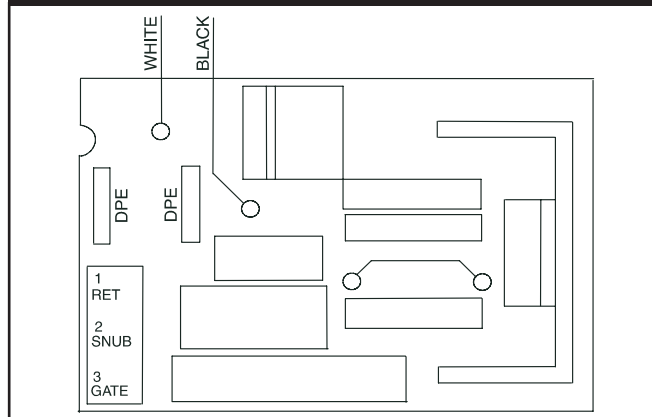 WHITE
BLACK
DPE
DPE
1
RET
2
SNUB
3
GATE